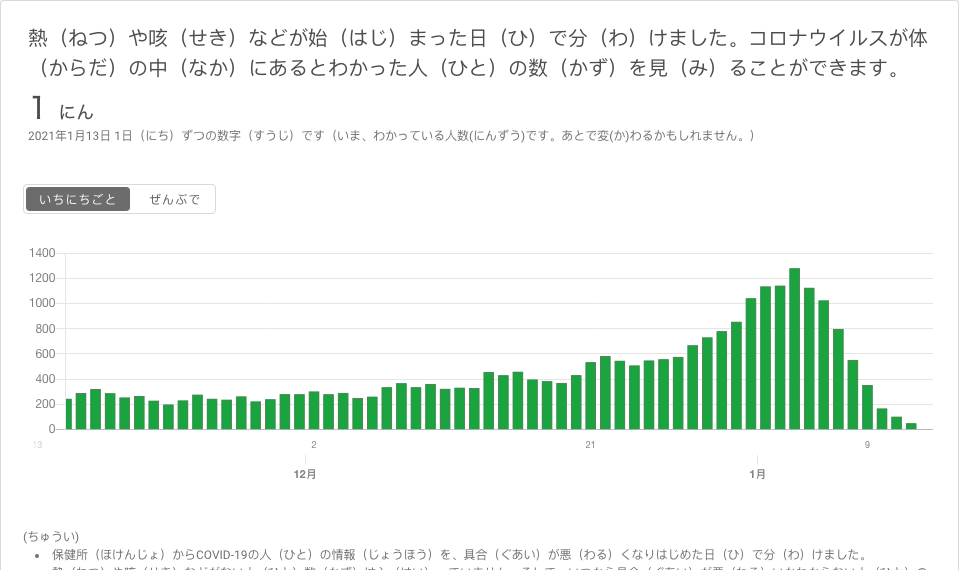 熱（ねつ）や咳（せき）などが始（はじ）まった日（ひ）で分（わ）けました。コロナウイルスが体
（からだ）の中（なか）にあるとわかった人（ひと）の数（かず）を見（み）ることができます。
1 にん
2021年1月13日 1日（にち）ずつの数字（すうじ）です（いま、わかっている人数(にんずう)です。あとで変(か)わるかもしれません。）
いちにちごと ぜんぶで
1400
1200
1000
800
600
400
200
0
13 2 21 9
12月 1月
(ちゅうい)
• 保健所（ほけんじょ）からCOVID-19の人（ひと）の情報（じょうほう）を、具合（ぐあい）が悪（わる）くなりはじめた日（ひ）で分（わ）けました。